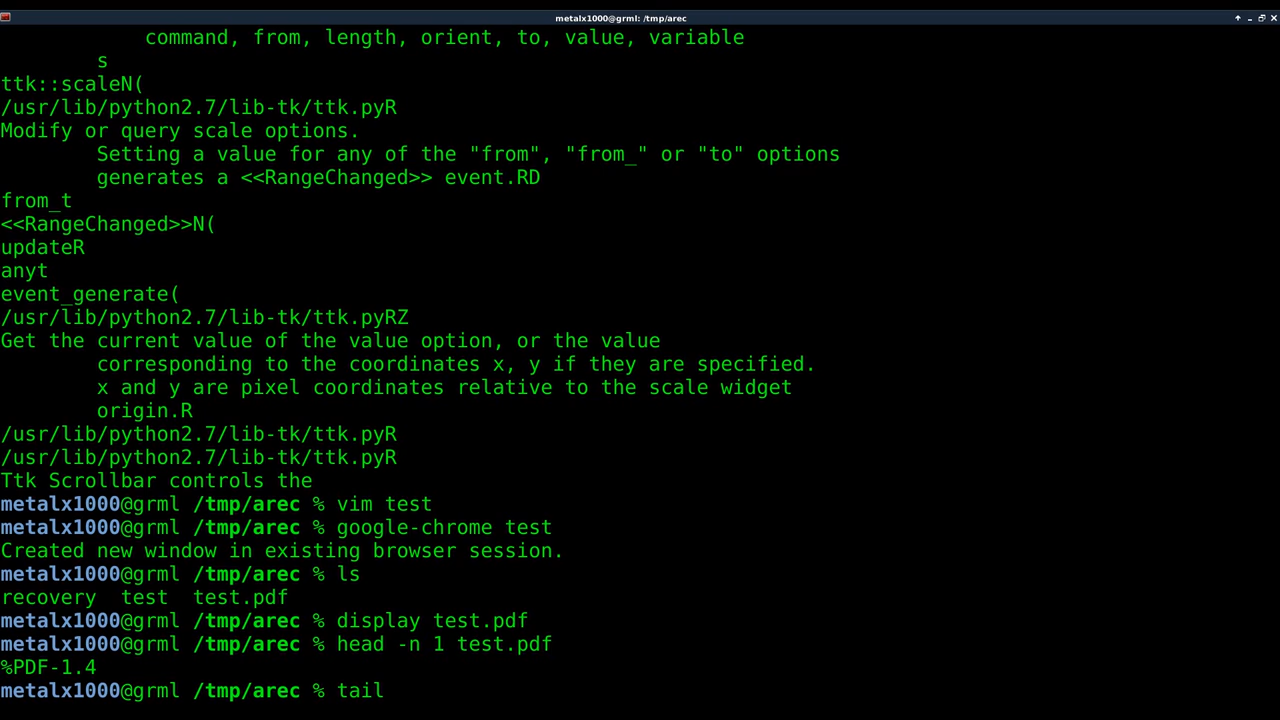 metalx1000@grml: /tmp/arec
command, from, length, orient, to, value, variable
s
ttk::scaleN(
/usr/lib/python2.7/lib-tk/ttk.pyR
Modify or query scale options.
Setting a value for any of the "from", "from_" or "to" options
generates a <<RangeChanged>> event.RD
from_t
<<RangeChanged>>N(
updateR
anyt
event_generate(
/usr/lib/python2.7/lib-tk/ttk.pyRZ
Get the current value of the value option, or the value
corresponding to the coordinates x, y if they are specified.
x and y are pixel coordinates relative to the scale widget
origin.R
/usr/lib/python2.7/lib-tk/ttk.pyR
/usr/lib/python2.7/lib-tk/ttk.pyR
Ttk Scrollbar controls the
metalx1000@grml /tmp/arec % vim test
metalx1000@grml /tmp/arec % google-chrome test
Created new window in existing browser session.
metalx1000@grml /tmp/arec % ls
recovery  test  test.pdf
metalx1000@grml /tmp/arec % display test.pdf
metalx1000@grml /tmp/arec % head -n 1 test.pdf
%PDF-1.4
metalx1000@grml /tmp/arec % tail